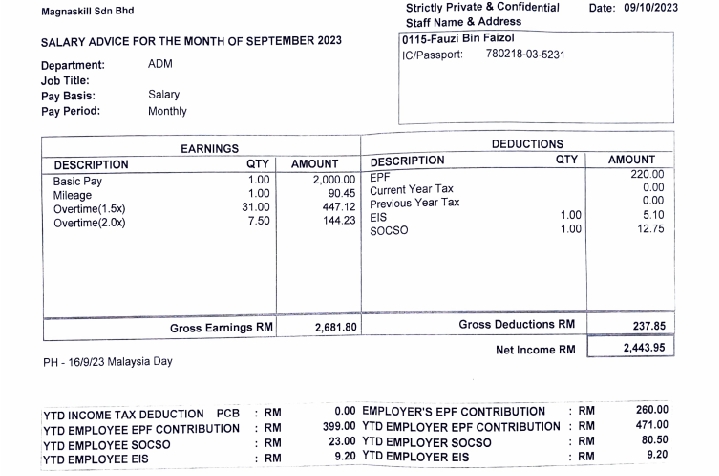 Magnaskill Sdn Bhd
Strictly Private & Confidential Date: 09/10/2023
Staff Name & Address
SALARY ADVICE FOR THE MONTH OF SEPTEMBER 2023
0115-Fauzi Bin Faizol
IC/Passport: 780218-03-5231
Department: ADM
Job Title:
Pay Basis: Salary
Pay Period: Monthly
EARNINGS DEDUCTIONS
DESCRIPTION QTY AMOUNT DESCRIPTION QTY AMOUNT
Basic Pay 1.00 2,000.00 EPF 220.00
Mileage 1.00 90.45 Current Year Tax 0.00
Overtime(1.5x) 31.00 447.12 Previous Year Tax 0.00
Overtime(2.0x) 7.50 144.23 EIS 1.00 5.10
SOCSO 1.00 12.75
Gross Earnings RM 2,681.80 Gross Deductions RM 237.85
Net Income RM 2,443.95
PH - 16/9/23 Malaysia Day
YTD INCOME TAX DEDUCTION PCB : RM 0.00 EMPLOYER'S EPF CONTRIBUTION : RM 260.00
YTD EMPLOYEE EPF CONTRIBUTION : RM 399.00 YTD EMPLOYER EPF CONTRIBUTION : RM 471.00
YTD EMPLOYEE SOCSO : RM 23.00 YTD EMPLOYER SOCSO : RM 80.50
YTD EMPLOYEE EIS : RM 9.20 YTD EMPLOYER EIS : RM 9.20